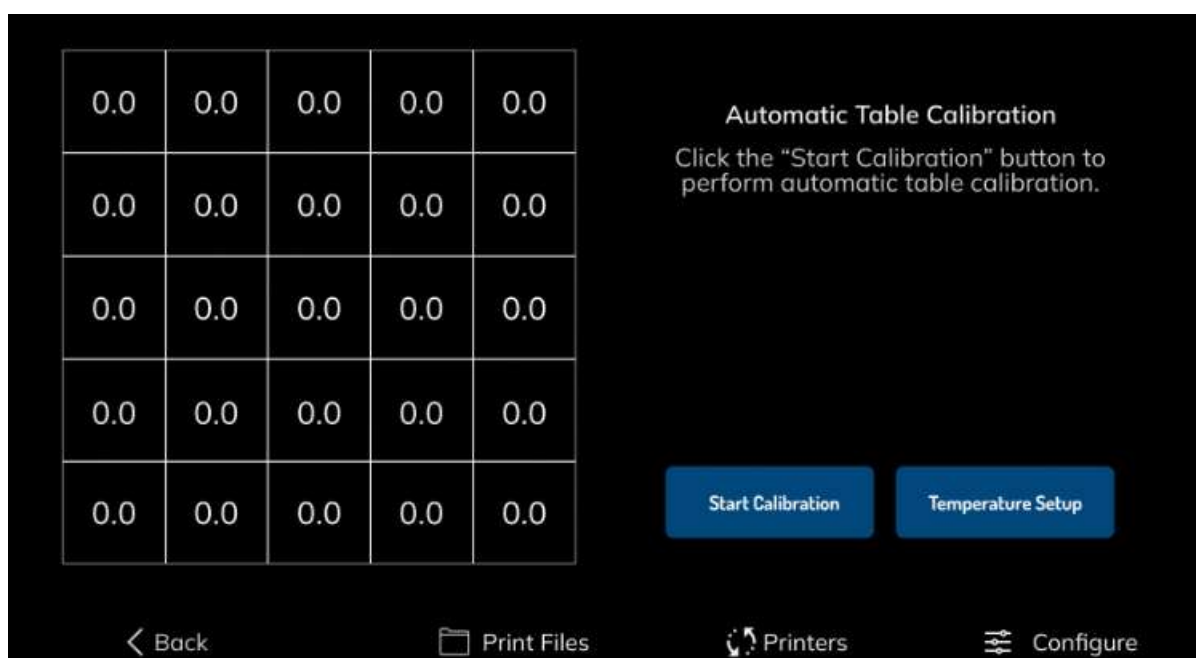 0.0 0.0 0.0 0.0 0.0
0.0 0.0 0.0 0.0 0.0
0.0 0.0 0.0 0.0 0.0
0.0 0.0 0.0 0.0 0.0
0.0 0.0 0.0 0.0 0.0
Automatic Table Calibration
Click the “Start Calibration” button to
perform automatic table calibration.
Start Calibration
Temperature Setup
Back
Print Files
Printers
Configure